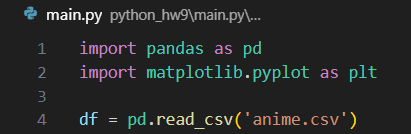 main.py python_hw9\main.py\...
1 import pandas as pd
2 import matplotlib.pyplot as plt
3
4 df = pd.read_csv('anime.csv')